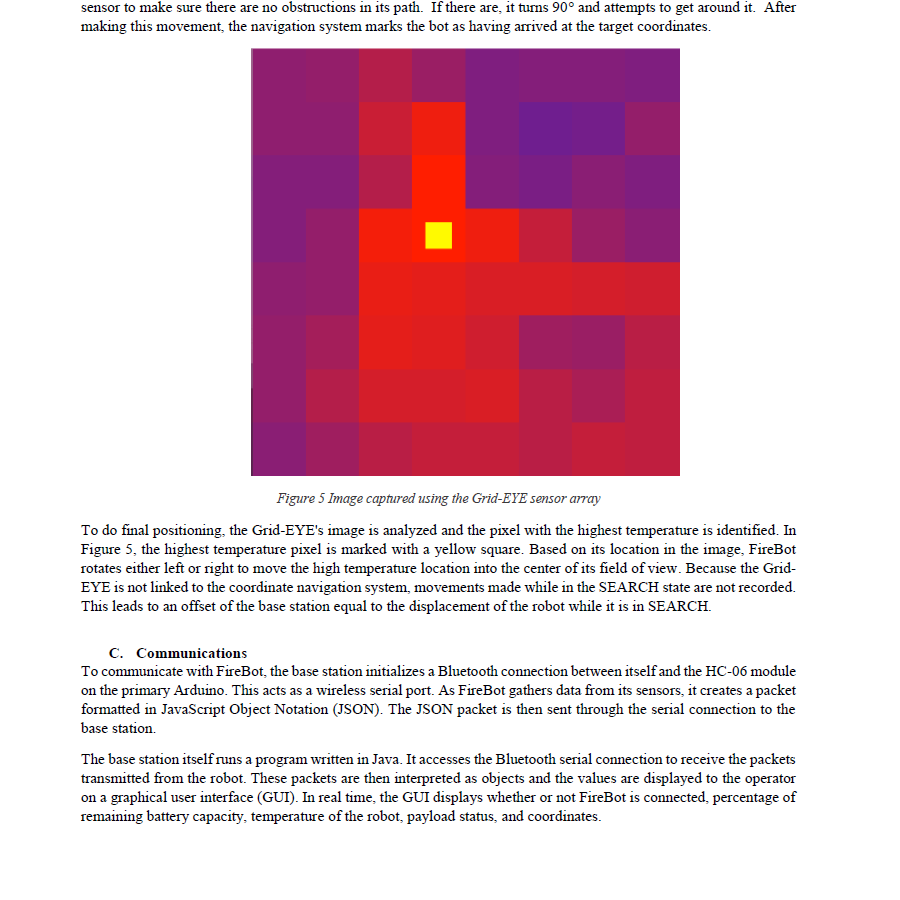 sensor to make sure there are no obstructions in its path.  If there are, it turns 90° and attempts to get around it.  After
making this movement, the navigation system marks the bot as having arrived at the target coordinates.
Figure 5 Image captured using the Grid-EYE sensor array
To do final positioning, the Grid-EYE's image is analyzed and the pixel with the highest temperature is identified. In
Figure 5, the highest temperature pixel is marked with a yellow square. Based on its location in the image, FireBot
rotates either left or right to move the high temperature location into the center of its field of view. Because the Grid-
EYE is not linked to the coordinate navigation system, movements made while in the SEARCH state are not recorded.
This leads to an offset of the base station equal to the displacement of the robot while it is in SEARCH.
C. Communications
To communicate with FireBot, the base station initializes a Bluetooth connection between itself and the HC-06 module
on the primary Arduino. This acts as a wireless serial port. As FireBot gathers data from its sensors, it creates a packet
formatted in JavaScript Object Notation (JSON). The JSON packet is then sent through the serial connection to the
base station.
The base station itself runs a program written in Java. It accesses the Bluetooth serial connection to receive the packets
transmitted from the robot. These packets are then interpreted as objects and the values are displayed to the operator
on a graphical user interface (GUI). In real time, the GUI displays whether or not FireBot is connected, percentage of
remaining battery capacity, temperature of the robot, payload status, and coordinates.